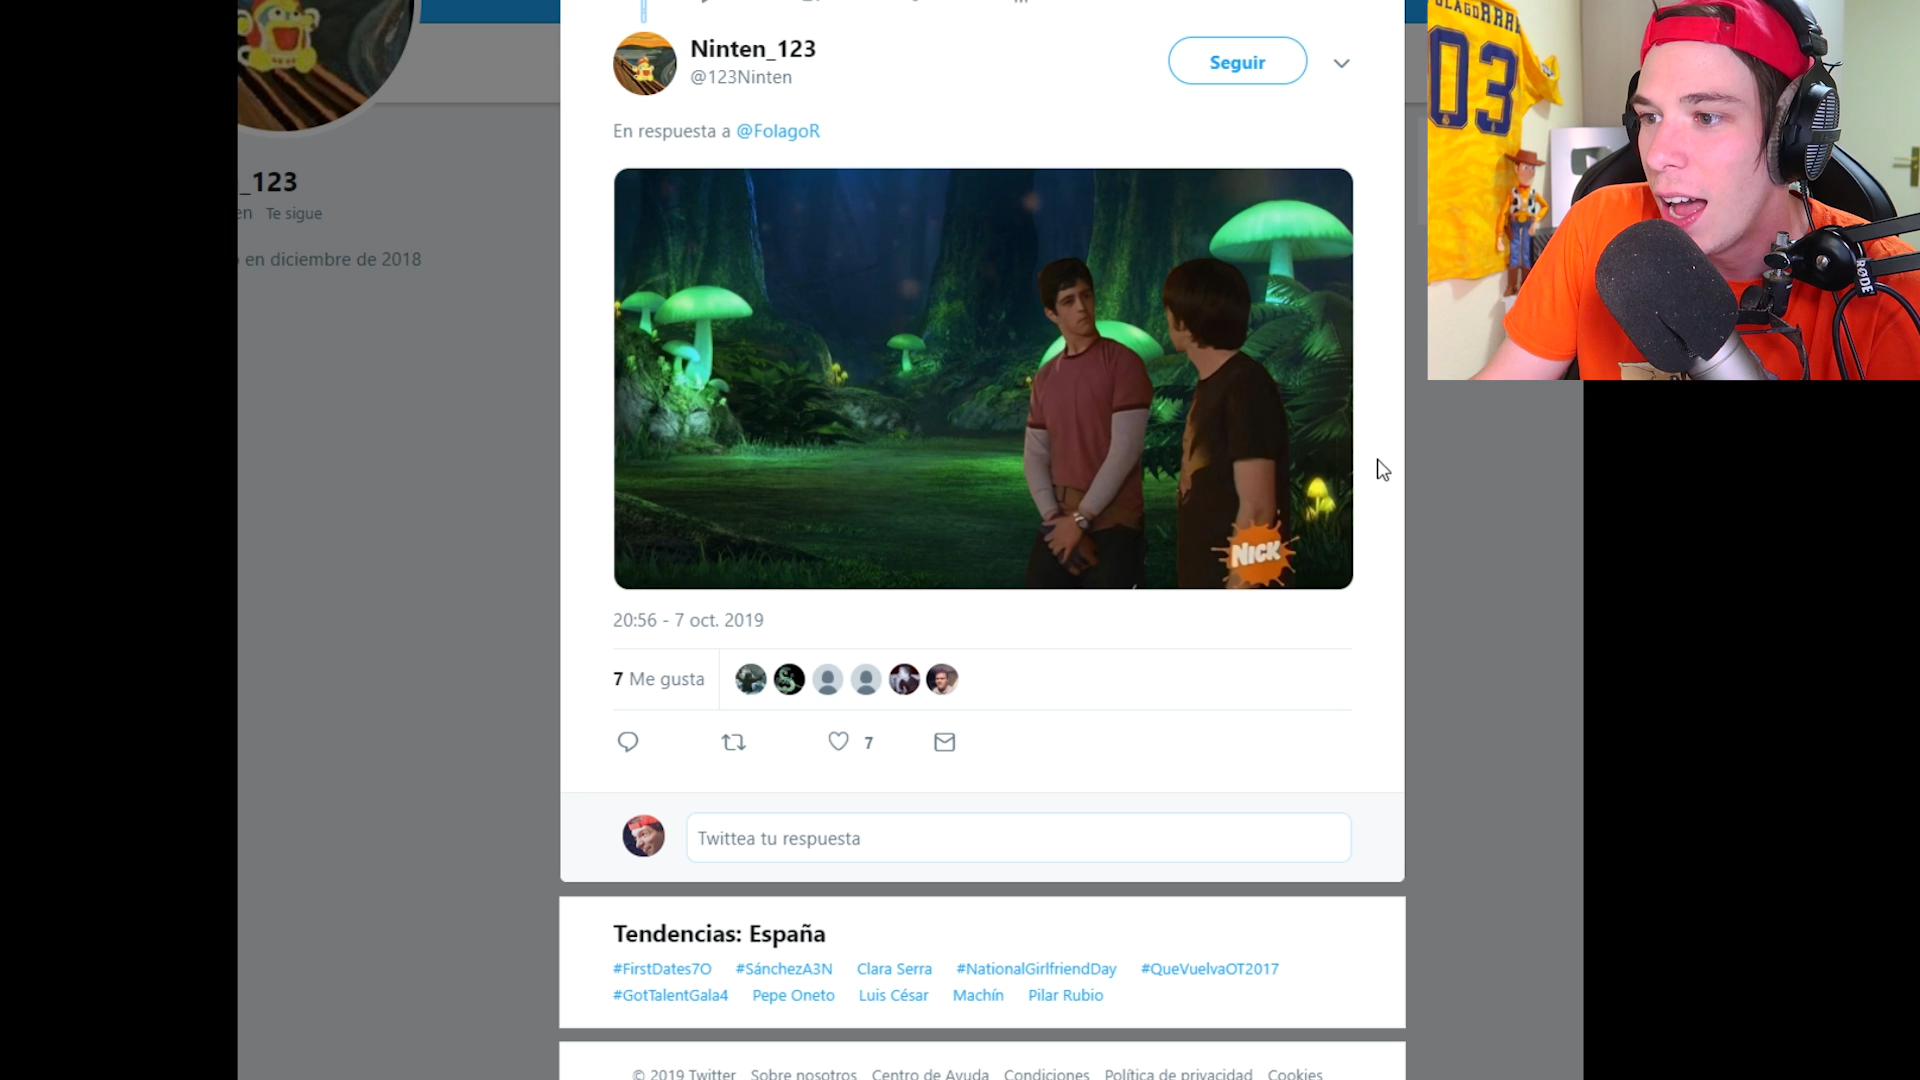 Ninten_123
@123Ninten
Seguir
En respuesta a @FolagoR
_123
en Te sigue
en diciembre de 2018
NICK
20:56 - 7 oct. 2019
7 Me gusta
7
Twittea tu respuesta
Tendencias: España
#FirstDates7O #SánchezA3N Clara Serra #NationalGirlfriendDay #QueVuelvaOT2017
#GotTalentGala4 Pepe Oneto Luis César Machín Pilar Rubio
© 2019 Twitter Sobre nosotros Centro de Ayuda Condiciones Política de privacidad Cookies
03
RØDE